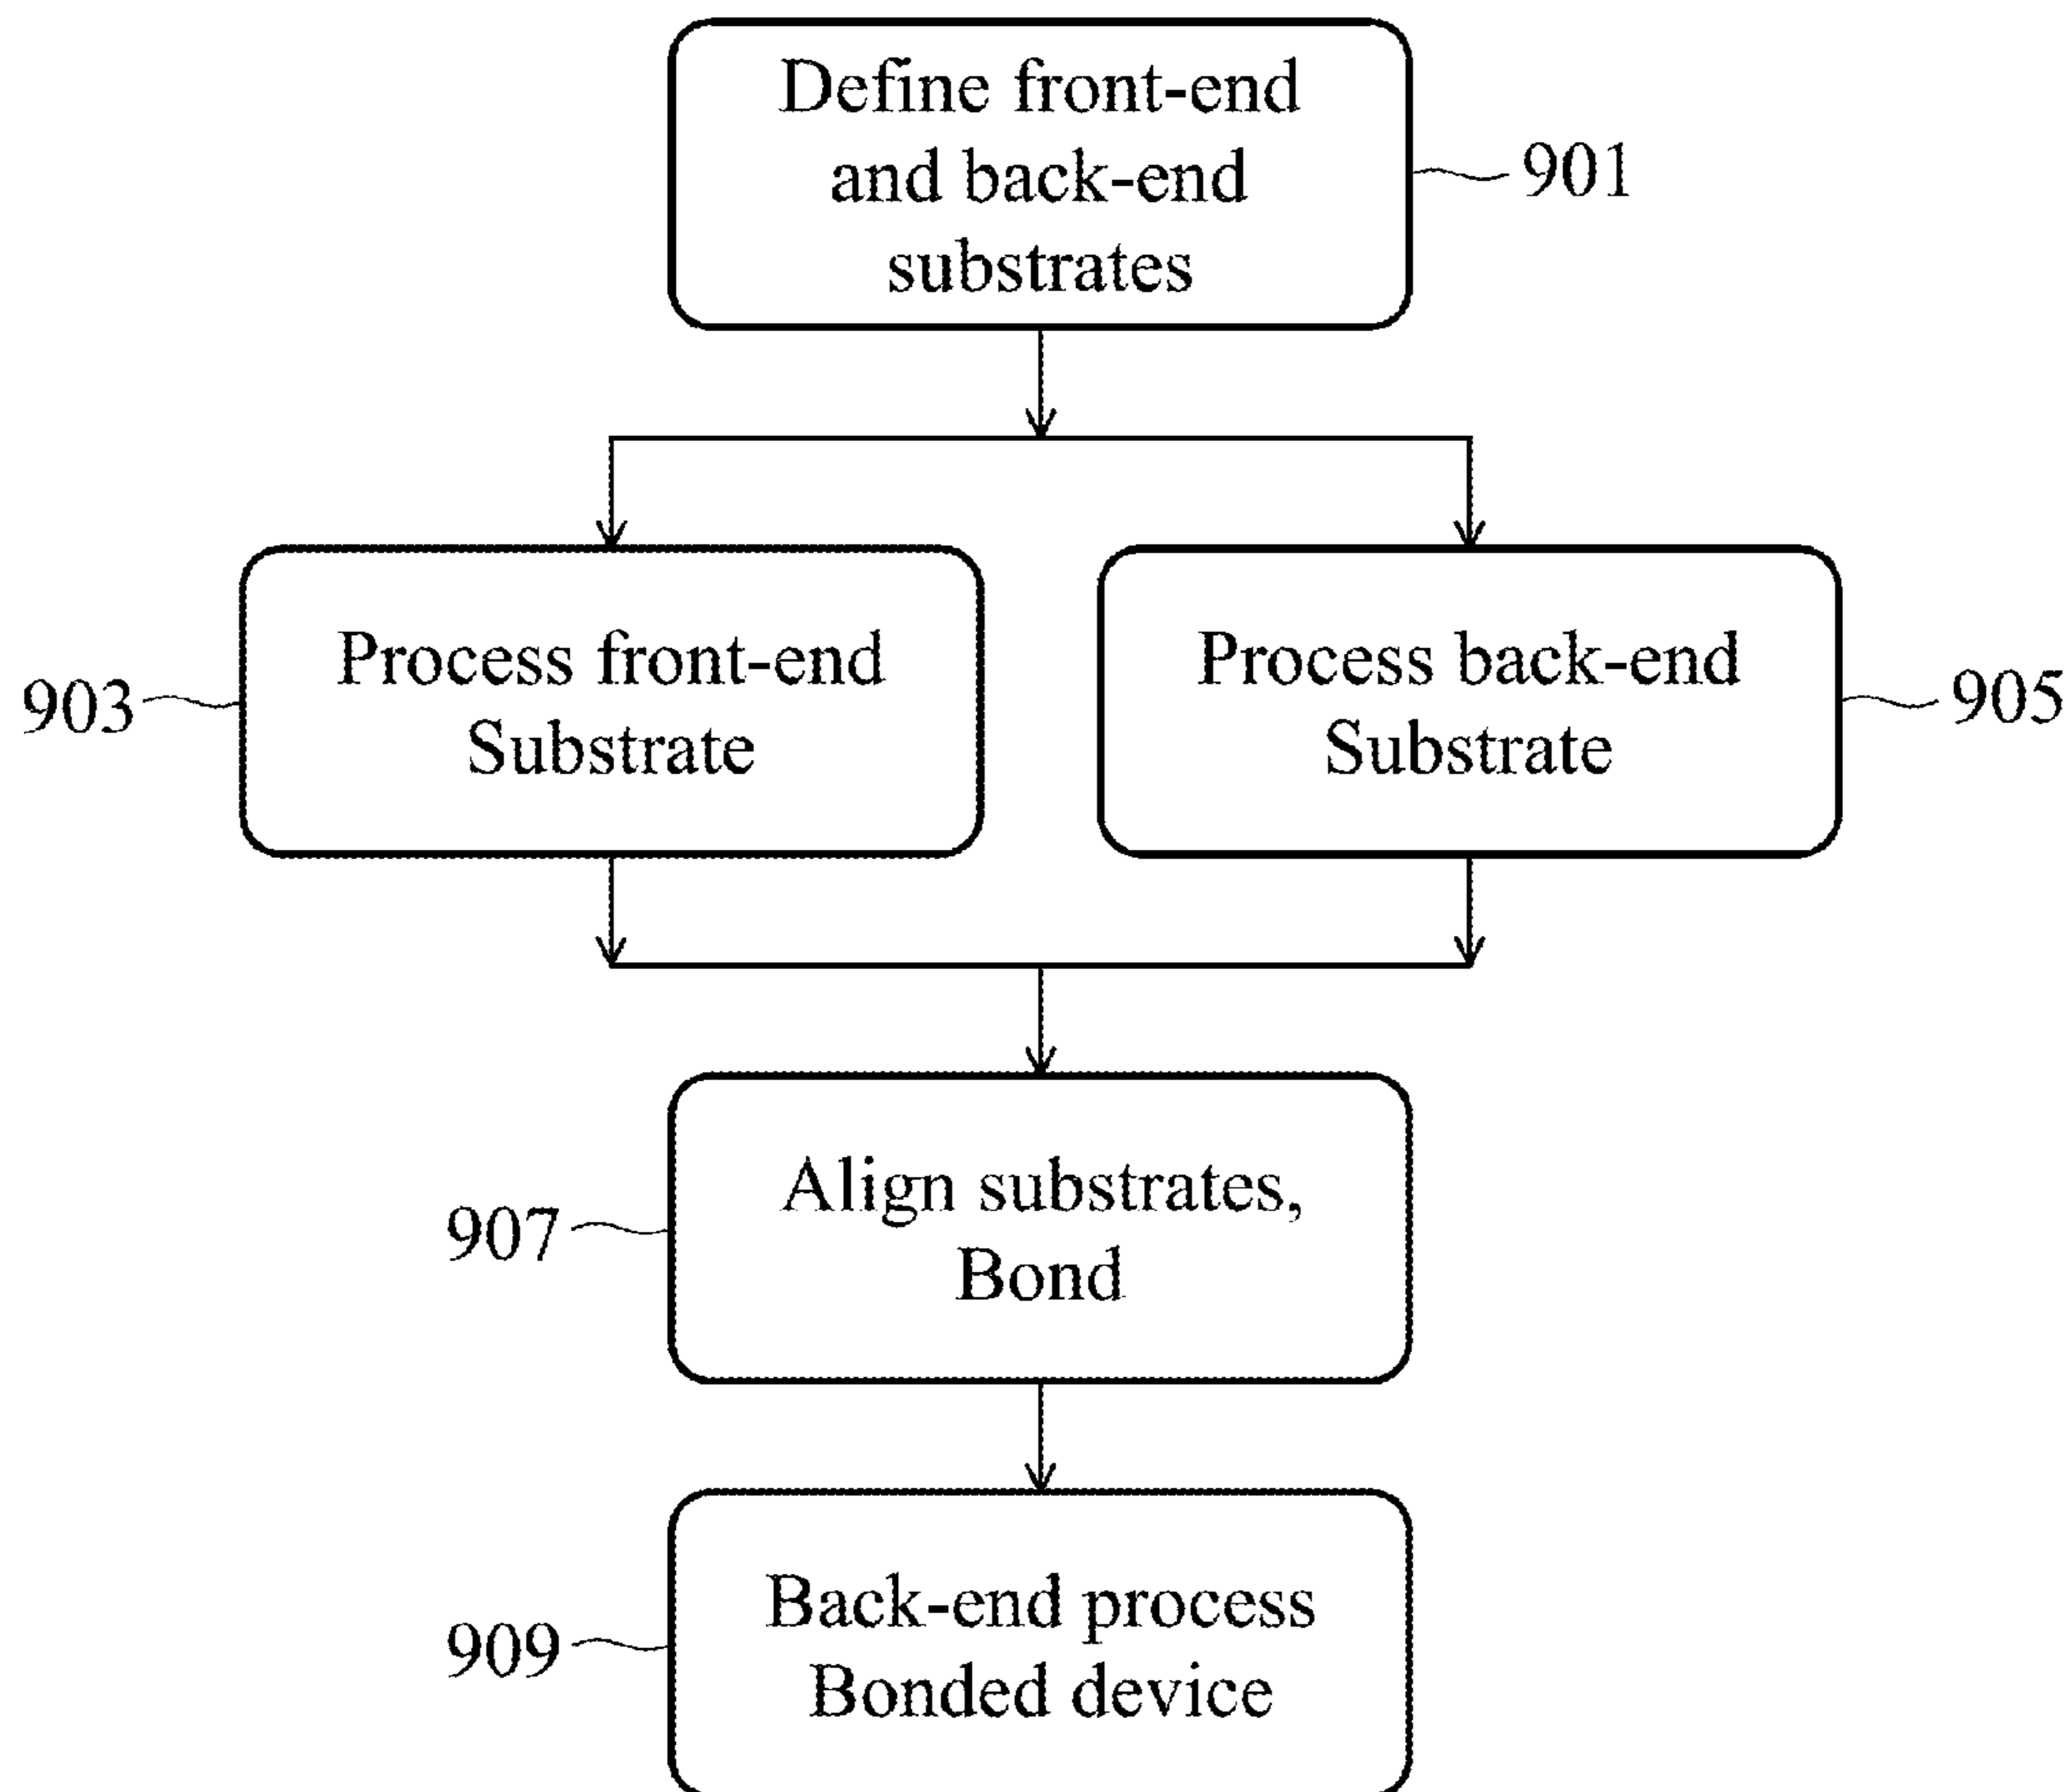 Define front-end
and back-end
substrates
901
Process front-end
Substrate
903
Process back-end
Substrate
905
Align substrates,
Bond
907
Back-end process
Bonded device
909